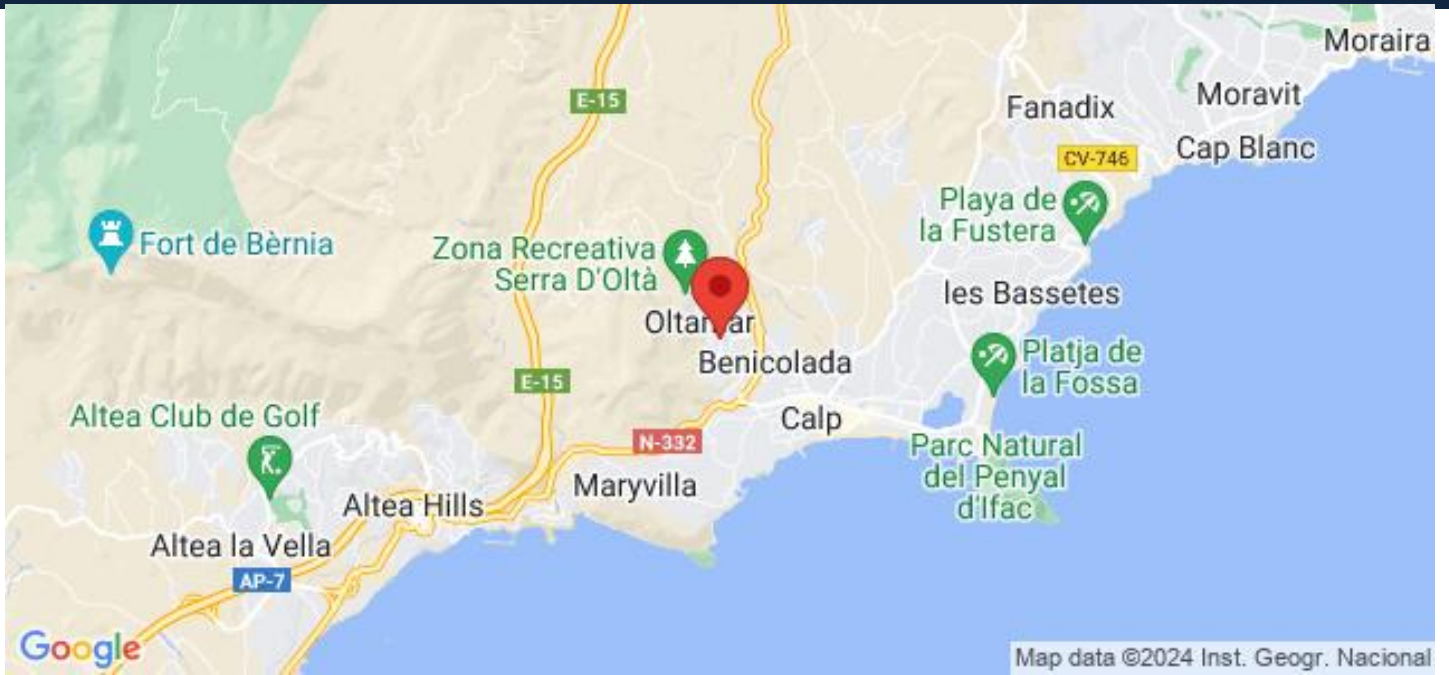 Moraira
E-15
Fanadix
Moravit
Cap Blanc
CV-746
Playa de
la Fustera
Fort de Bèrnia
Zona Recreativa
Serra D'Oltà
les Bassetes
Oltamar
Benicolada
Platja de
la Fossa
E-15
Altea Club de Golf
Calp
N-332
Parc Natural
del Penyal
d'Ifac
Maryvilla
Altea Hills
Altea la Vella
AP-7
Google
Map data ©2024 Inst. Geogr. Nacional